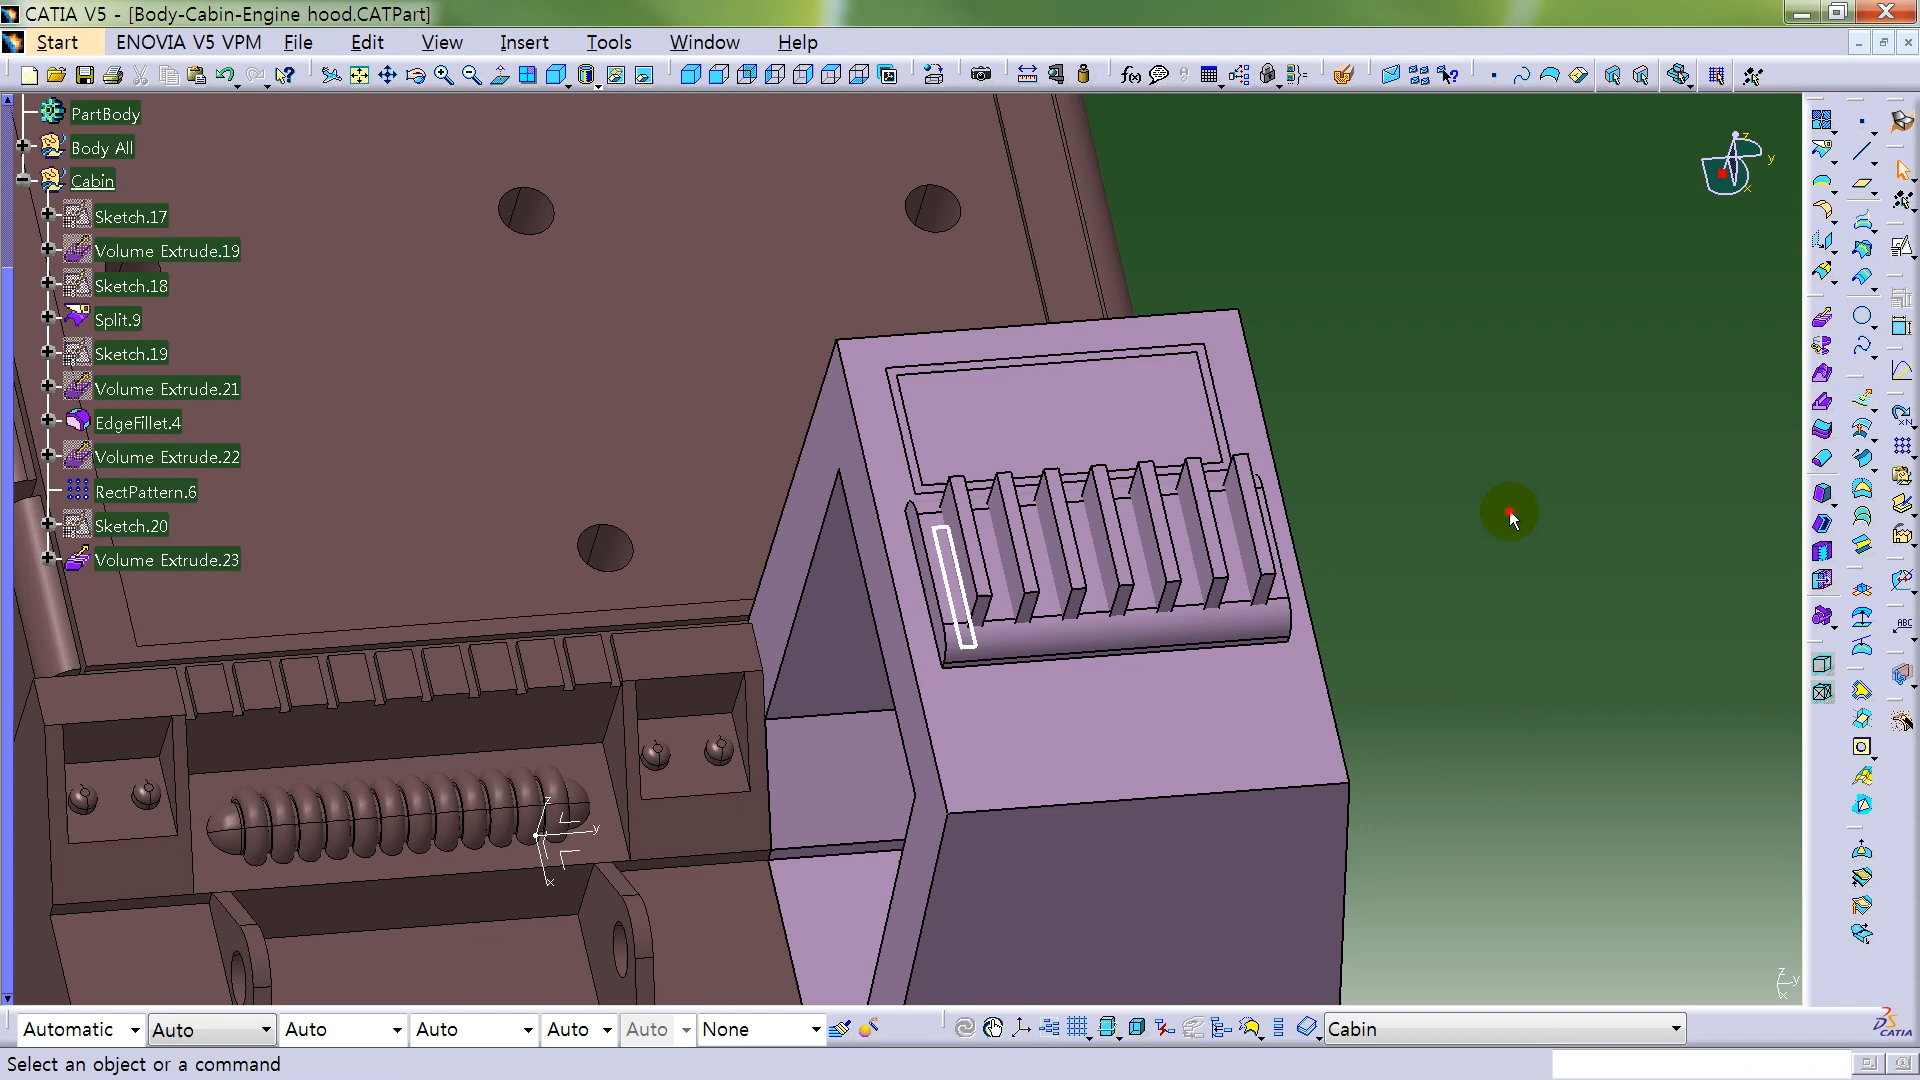 CATIA V5 - [Body-Cabin-Engine hood.CATPart]
Start ENOVIA V5 VPM File Edit View Insert Tools Window Help
PartBody
Body All
Cabin
Sketch.17
Volume Extrude.19
Sketch.18
Split.9
Sketch.19
Volume Extrude.21
EdgeFillet.4
Volume Extrude.22
RectPattern.6
Sketch.20
Volume Extrude.23
z
y
x
z
y
x
z
y
x
Automatic Auto Auto Auto Auto Auto None Cabin
CATIA
Select an object or a command